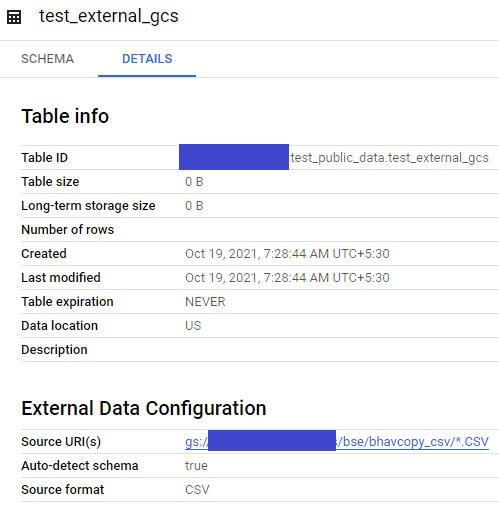 test_external_gcs
SCHEMA DETAILS
Table info
Table ID test_public_data.test_external_gcs
Table size 0 B
Long-term storage size 0 B
Number of rows
Created Oct 19, 2021, 7:28:44 AM UTC+5:30
Last modified Oct 19, 2021, 7:28:44 AM UTC+5:30
Table expiration NEVER
Data location US
Description
External Data Configuration
Source URI(s) gs:/ /bse/bhavcopy_csv/*.CSV
Auto-detect schema true
Source format CSV